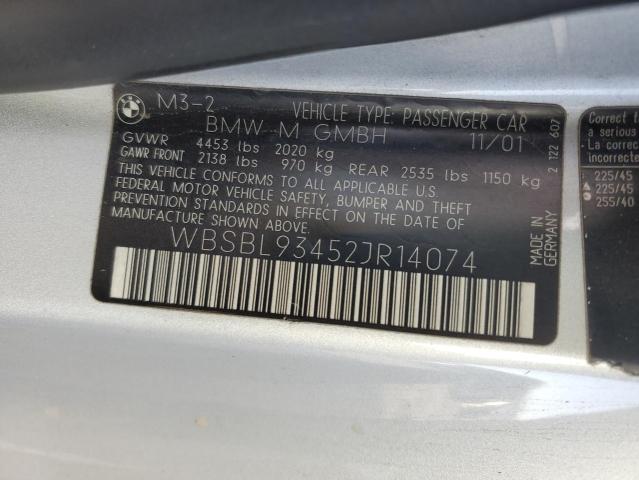 BMW
M3-2 VEHICLE TYPE: PASSENGER CAR
BMW M GMBH 11/01
GVWR 4453 lbs 2020 kg
GAWR FRONT 2138 lbs 970 kg REAR 2535 lbs 1150 kg
THIS VEHICLE CONFORMS TO ALL APPLICABLE U.S.
FEDERAL MOTOR VEHICLE SAFETY, BUMPER AND THEFT
STANDARDS IN EFFECT ON THE DATE OF
MANUFACTURE SHOWN ABOVE.
WBSBL93452JR14074
2 122 607
MADE IN
GERMANY
Correct t
a serious
La correc
incorrecte
225/45
225/45
255/40